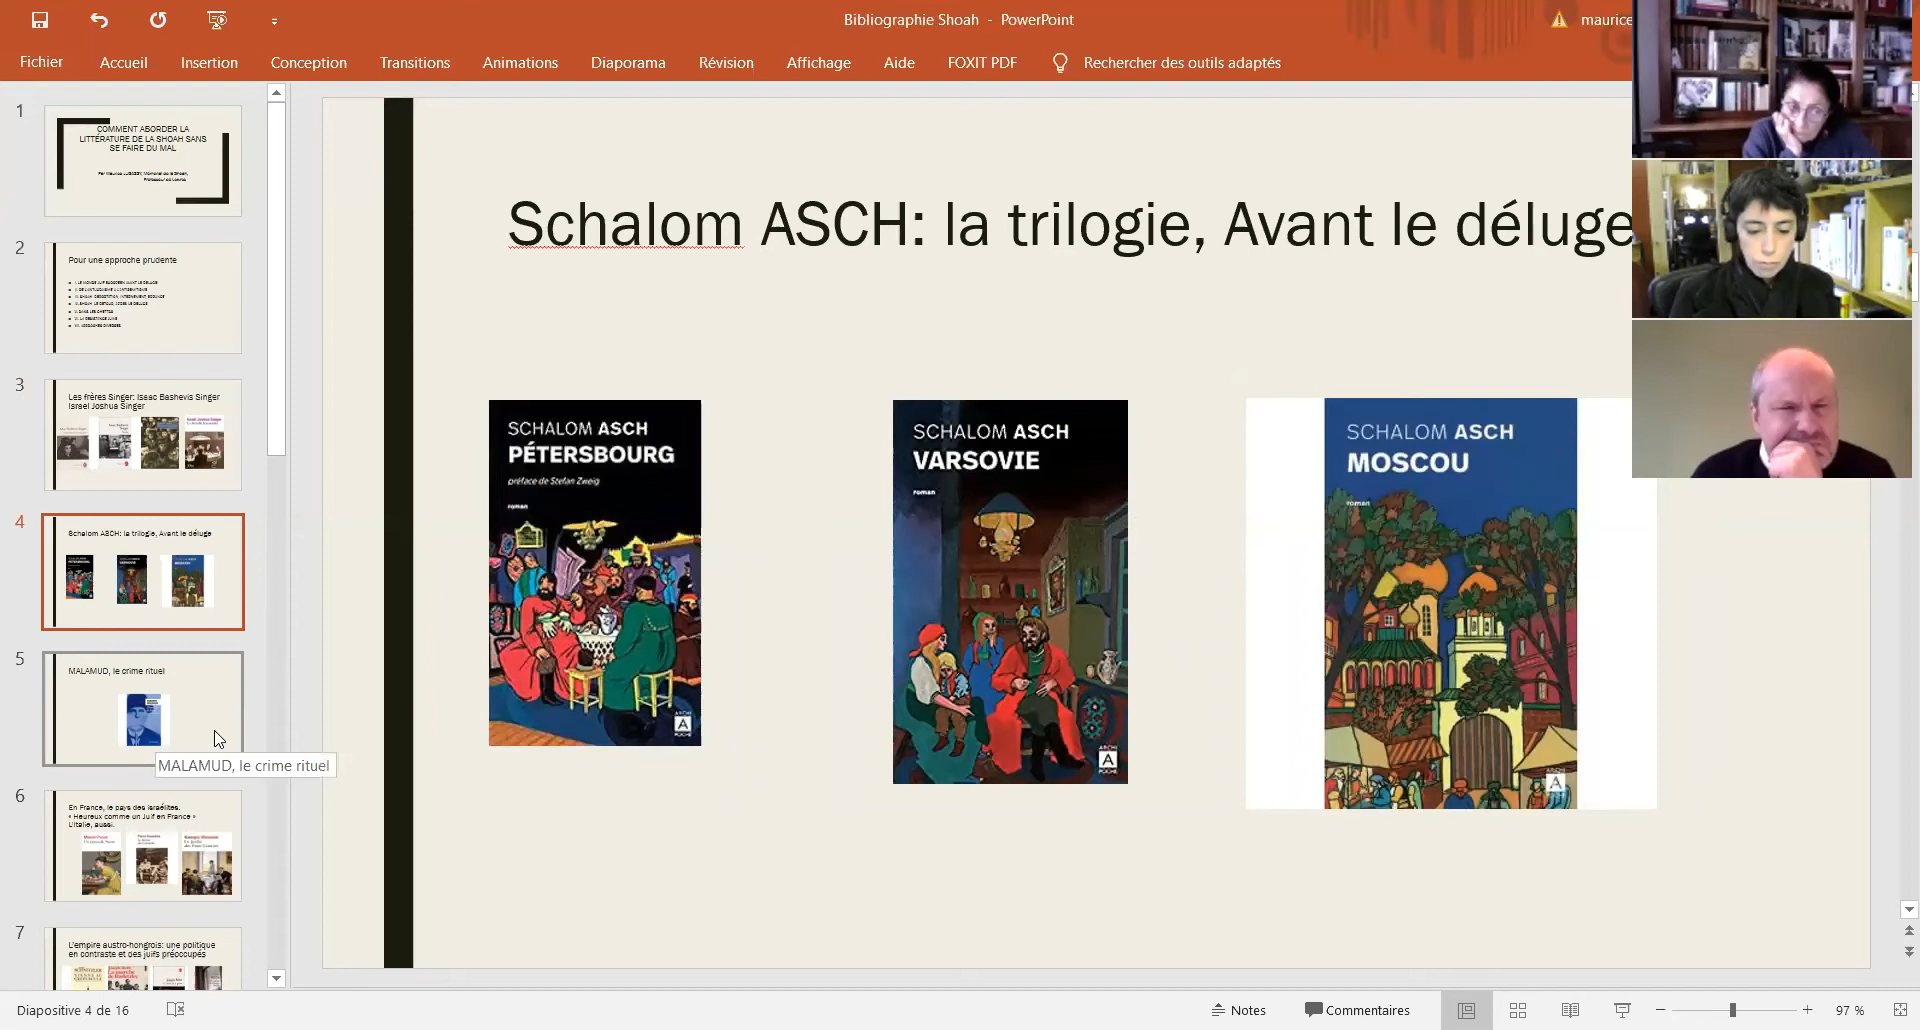 Bibliographie Shoah - PowerPoint
maurice
Fichier
Accueil
Insertion
Conception
Transitions
Animations
Diaporama
Révision
Affichage
Aide
FOXIT PDF
Rechercher des outils adaptés
1
COMMENT ABORDER LA
LITTÉRATURE DE LA SHOAH SANS
SE FAIRE DU MAL
2
Pour une approche prudente
3
Les frères Singer: Isaac Bashevis Singer
Israel Joshua Singer
4
Schalom ASCH: la trilogie, Avant le déluge
5
MALAMUD, le crime rituel
MALAMUD, le crime rituel
6
En France, le pays des israélites.
« Heureux comme un Juif en France »
L'Italie, aussi.
7
L'empire austro-hongrois: une politique
en contraste et des juifs préoccupés
Schalom ASCH: la trilogie, Avant le déluge
SCHALOM ASCH
PÉTERSBOURG
préface de Stefan Zweig
roman
ARCHI
A
POCHE
SCHALOM ASCH
VARSOVIE
roman
ARCHI
A
POCHE
SCHALOM ASCH
MOSCOU
roman
A
Diapositive 4 de 16
Notes
Commentaires
97 %